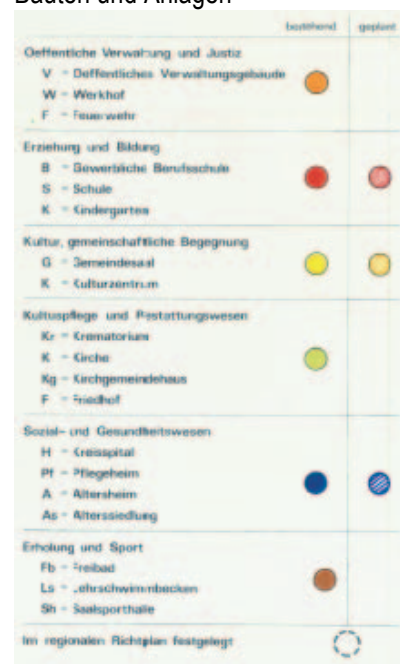 Bauten und Anlagen
bestehend geplant
Oeffentliche Verwaltung und Justiz
V - Oeffentliches Verwaltungsgebäude
W - Werkhof
F - Feuerwehr
Erziehung und Bildung
B - Gewerbliche Berufsschule
S - Schule
K - Kindergarten
Kultur, gemeinschaftliche Begegnung
G - Gemeindesaal
K - Kulturzentrum
Kultuspflege und Bestattungswesen
Kr - Krematorium
K - Kirche
Kg - Kirchgemeindehaus
F - Friedhof
Sozial- und Gesundheitswesen
H - Kreisspital
Pf - Pflegeheim
A - Altersheim
As - Alterssiedlung
Erholung und Sport
Fb - Freibad
Ls - Lehrschwimmbecken
Sh - Saalsporthalle
Im regionalen Richtplan festgelegt